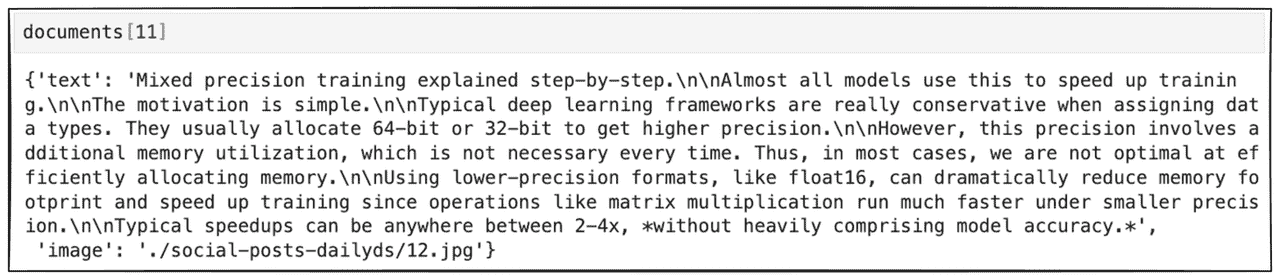 documents[11]
{'text': 'Mixed precision training explained step-by-step.\n\nAlmost all models use this to speed up trainin
g.\n\nThe motivation is simple.\n\nTypical deep learning frameworks are really conservative when assigning dat
a types. They usually allocate 64-bit or 32-bit to get higher precision.\n\nHowever, this precision involves a
dditional memory utilization, which is not necessary every time. Thus, in most cases, we are not optimal at ef
ficiently allocating memory.\n\nUsing lower-precision formats, like float16, can dramatically reduce memory fo
otprint and speed up training since operations like matrix multiplication run much faster under smaller precis
ion.\n\nTypical speedups can be anywhere between 2-4x, *without heavily comprising model accuracy.*',
'image': './social-posts-dailyds/12.jpg'}